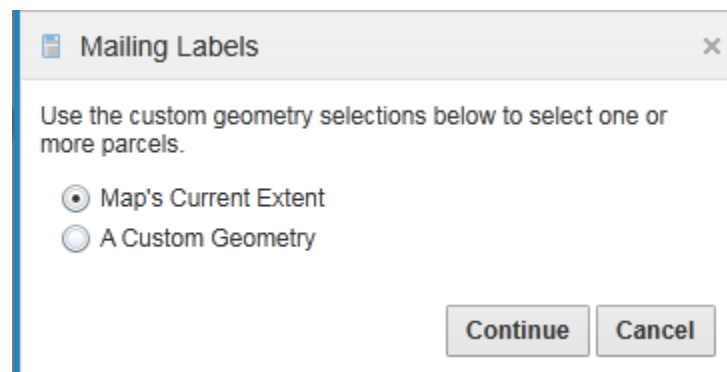 Mailing Labels
Use the custom geometry selections below to select one or
more parcels.
Map's Current Extent
A Custom Geometry
Continue Cancel